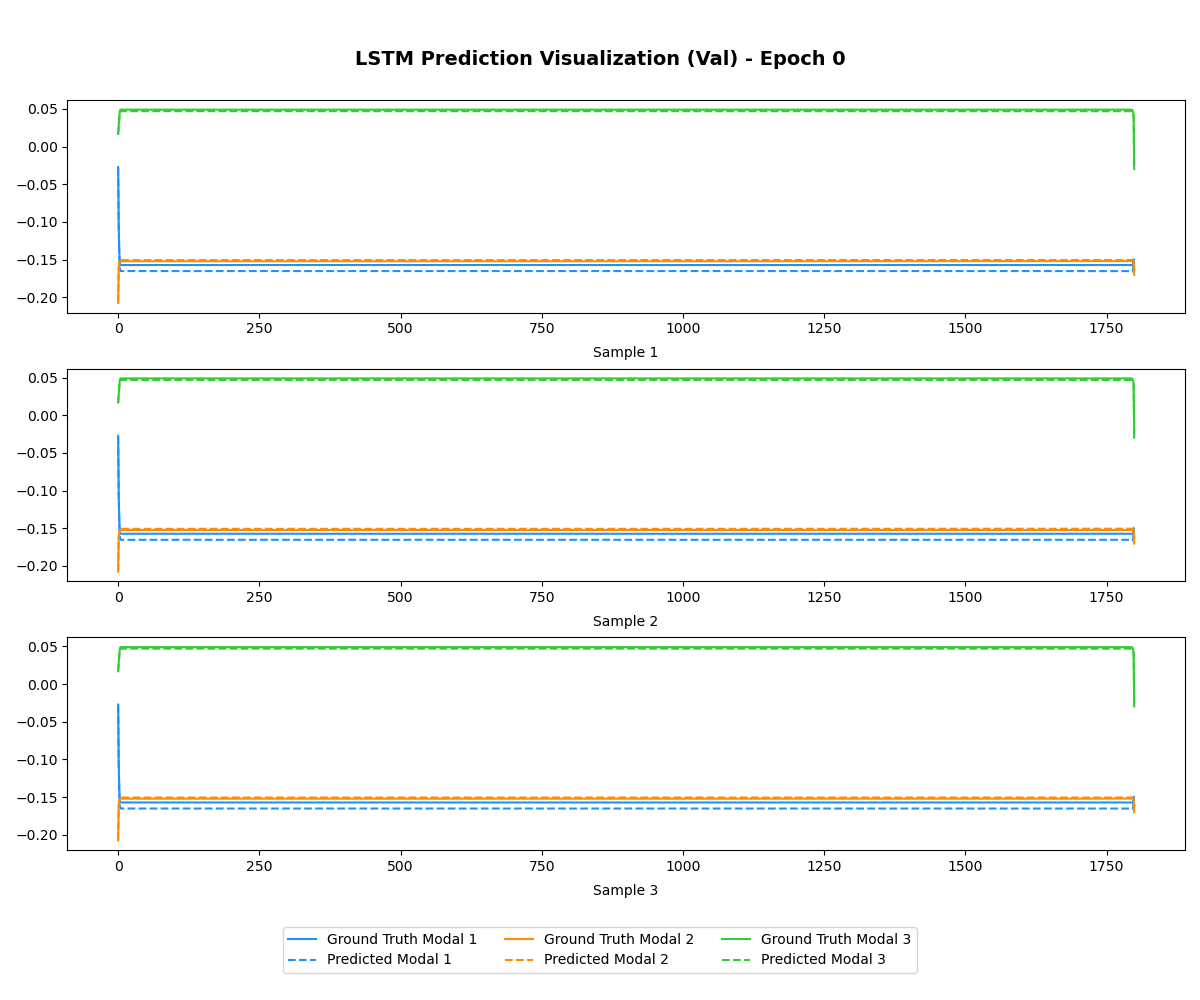 LSTM Prediction Visualization (Val) - Epoch 0
0.05
0.00
−0.05
−0.10
−0.15
−0.20
0 250 500 750 1000 1250 1500 1750
Sample 1
0.05
0.00
−0.05
−0.10
−0.15
−0.20
0 250 500 750 1000 1250 1500 1750
Sample 2
0.05
0.00
−0.05
−0.10
−0.15
−0.20
0 250 500 750 1000 1250 1500 1750
Sample 3
Ground Truth Modal 1 Ground Truth Modal 2 Ground Truth Modal 3
Predicted Modal 1 Predicted Modal 2 Predicted Modal 3